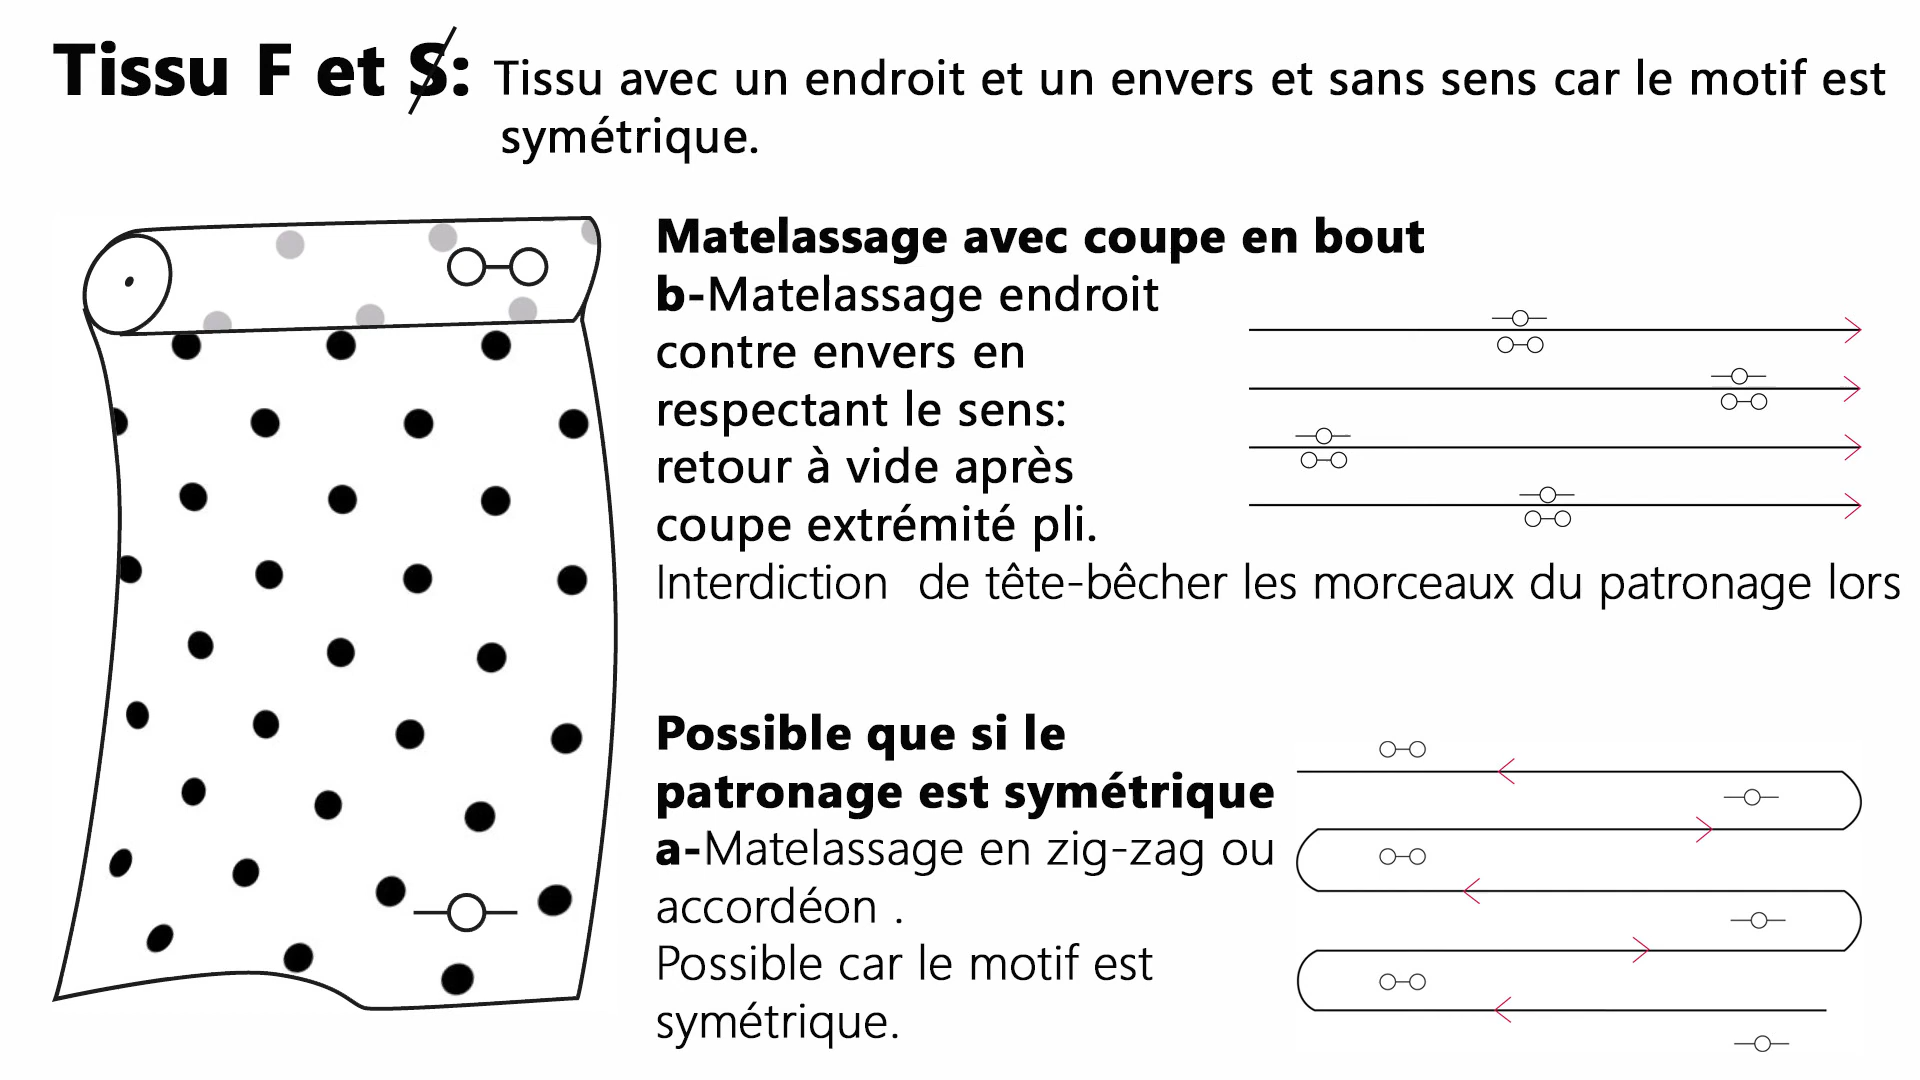 Tissu F et S: Tissu avec un endroit et un envers et sans sens car le motif est
symétrique.
Matelassage avec coupe en bout
b-Matelassage endroit
contre envers en
respectant le sens:
retour à vide après
coupe extrémité pli.
Interdiction de tête-bêcher les morceaux du patronage lors
Possible que si le
patronage est symétrique
a-Matelassage en zig-zag ou
accordéon .
Possible car le motif est
symétrique.